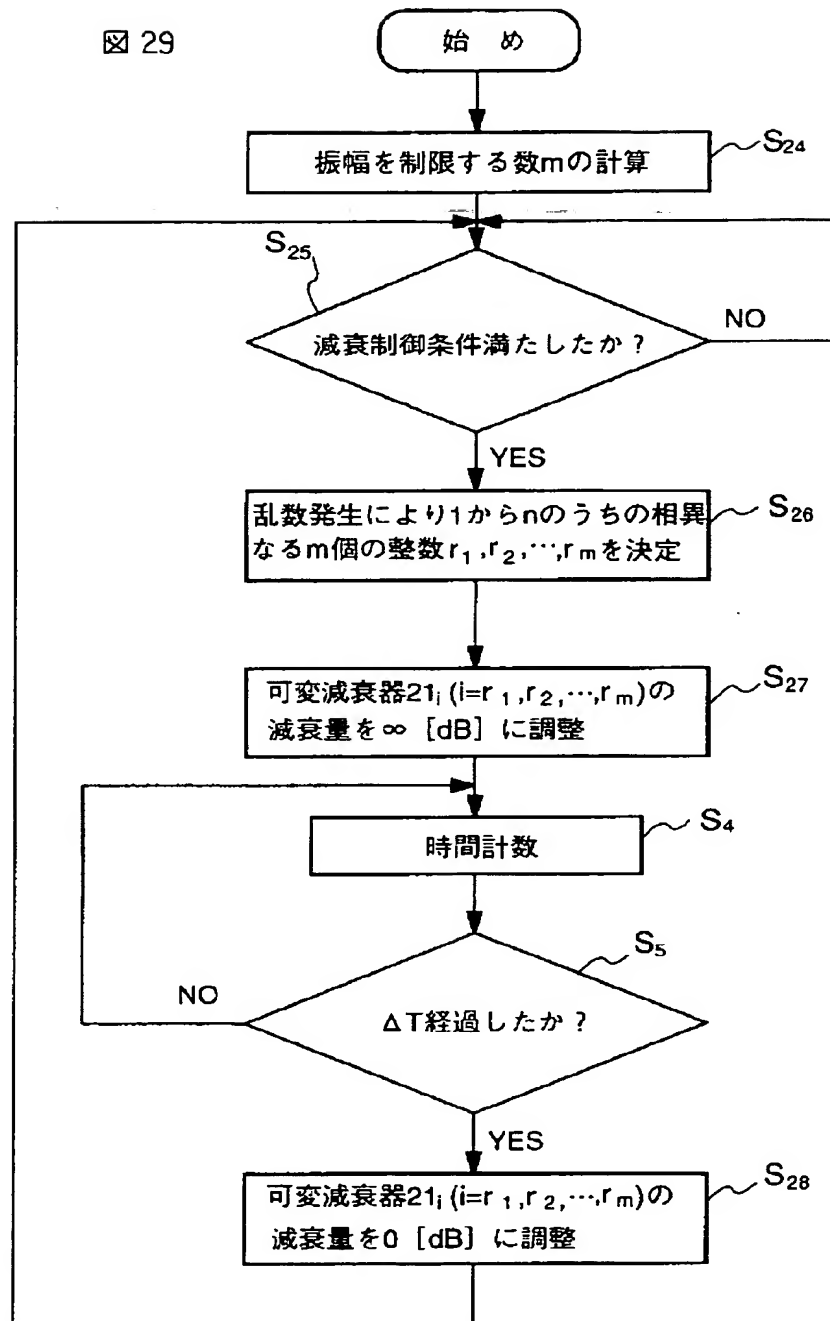 図 29
始 め
振幅を制限する数mの計算
S24
S25
減衰制御条件満たしたか？
NO
YES
乱数発生により1からnのうちの相異
なるm個の整数r1,r2,…,rmを決定
S26
可変減衰器21i(i=r1,r2,…,rm)の
減衰量を∞ [dB] に調整
S27
時間計数
S4
S5
ΔT経過したか？
NO
YES
可変減衰器21i(i=r1,r2,…,rm)の
減衰量を0 [dB] に調整
S28